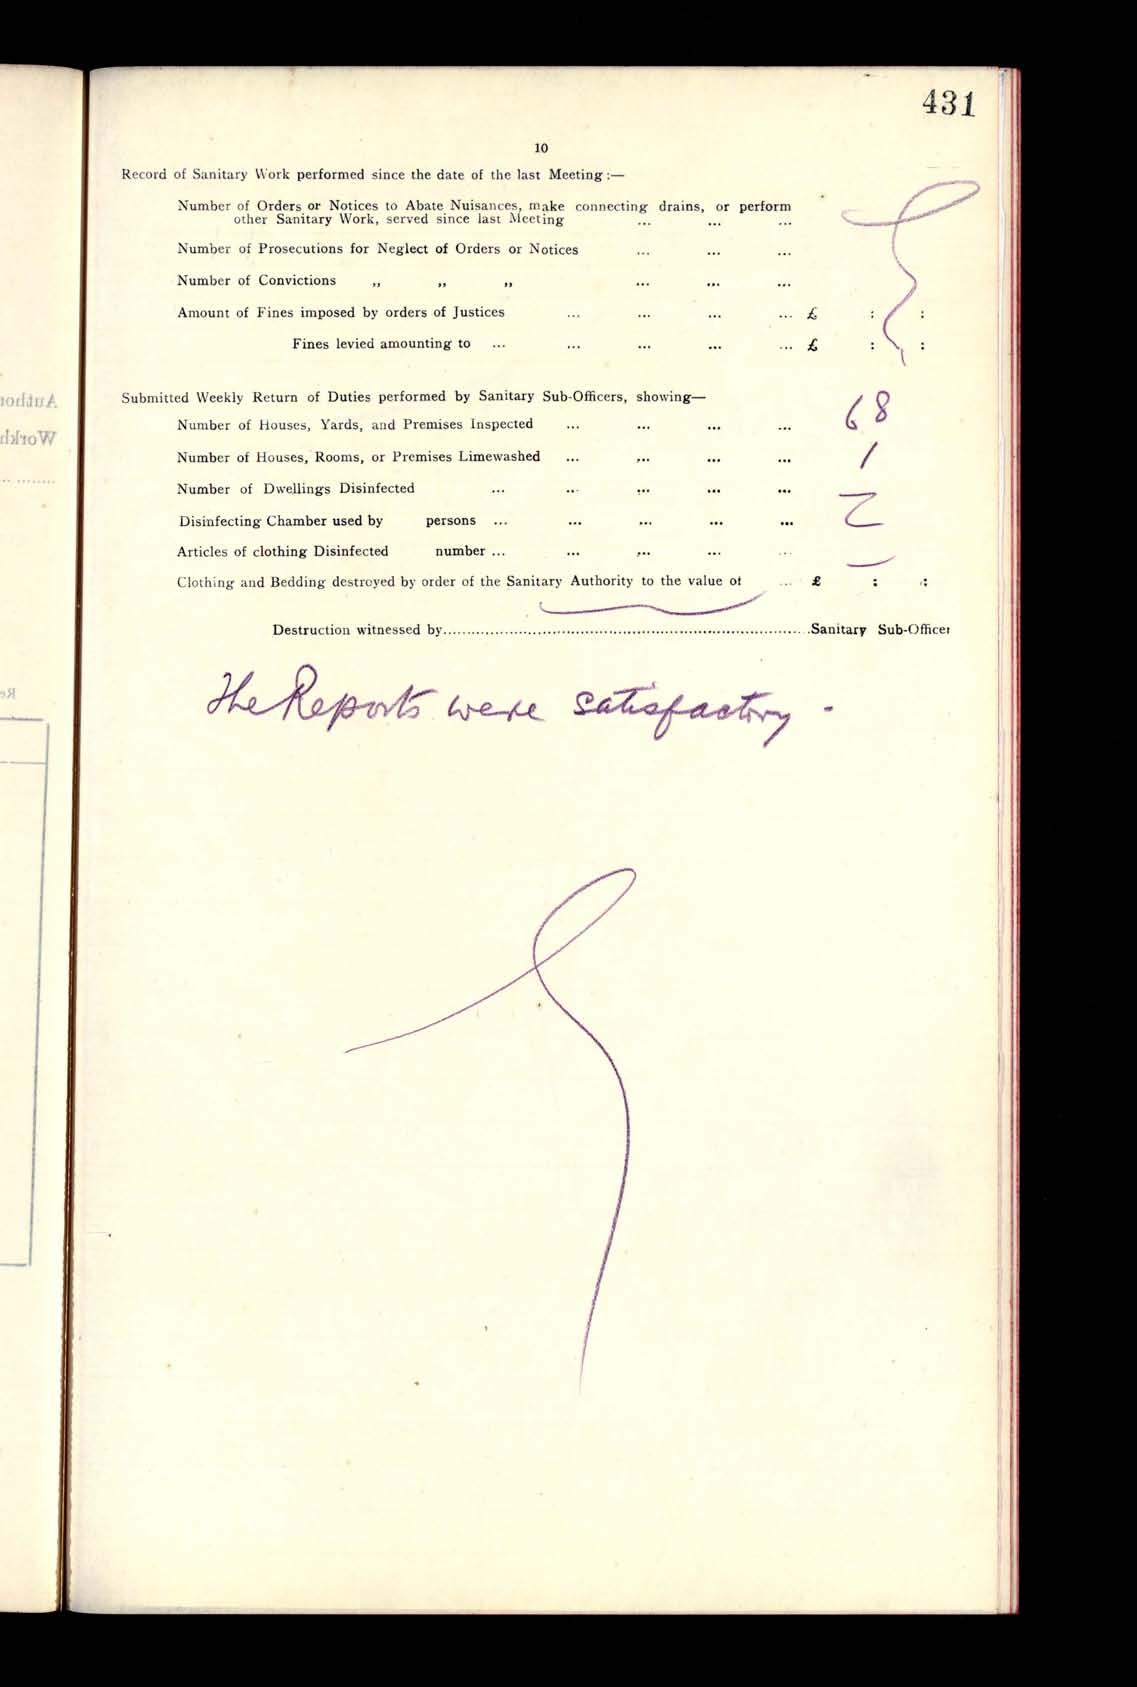 431
10
Record of Sanitary Work performed since the date of the last Meeting :—
Number of Orders or Notices to Abate Nuisances, make connecting drains, or perform
other Sanitary Work, served since last Meeting ... ... ...
Number of Prosecutions for Neglect of Orders or Notices ... ... ...
Number of Convictions „ „ „ ... ... ...
Amount of Fines imposed by orders of Justices ... ... ... ... £ : :
Fines levied amounting to ... ... ... ... ... £ : :
Submitted Weekly Return of Duties performed by Sanitary Sub-Officers, showing—
Number of Houses, Yards, and Premises Inspected ... ... ... ... 68
Number of Houses, Rooms, or Premises Limewashed ... ... ... ... 1
Number of Dwellings Disinfected ... ... ... ... ...
Disinfecting Chamber used by persons ... ... ... ... ...
Articles of clothing Disinfected number ... ... ... ... ...
Clothing and Bedding destroyed by order of the Sanitary Authority to the value of ... £ : :
Destruction witnessed by..........Sanitary Sub-Officer
The Reports were satisfactory -
Author
Workh
Re